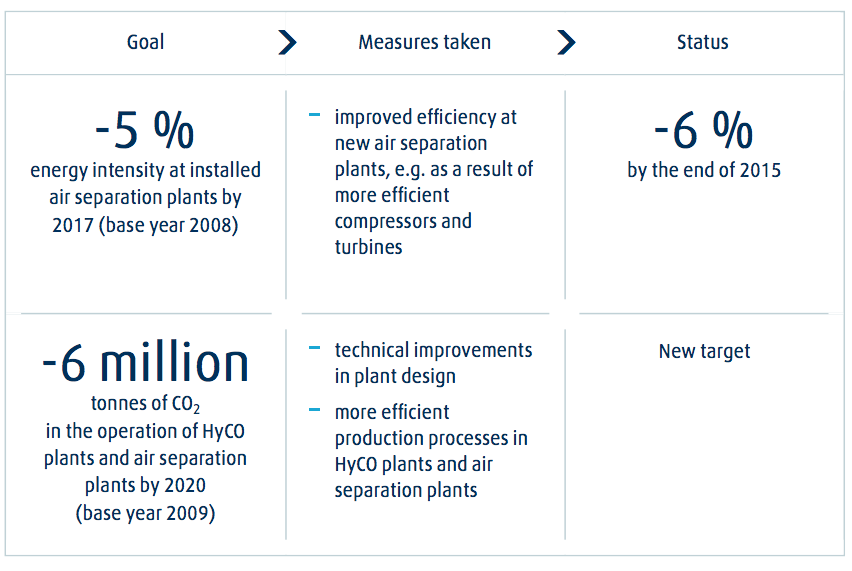 Goal
Measures taken
Status
-5 %
energy intensity at installed
air separation plants by
2017 (base year 2008)
– improved efficiency at
new air separation
plants, e.g. as a result of
more efficient
compressors and
turbines
-6 %
by the end of 2015
-6 million
tonnes of CO₂
in the operation of HyCO
plants and air separation
plants by 2020
(base year 2009)
– technical improvements
in plant design
– more efficient
production processes in
HyCO plants and air
separation plants
New target